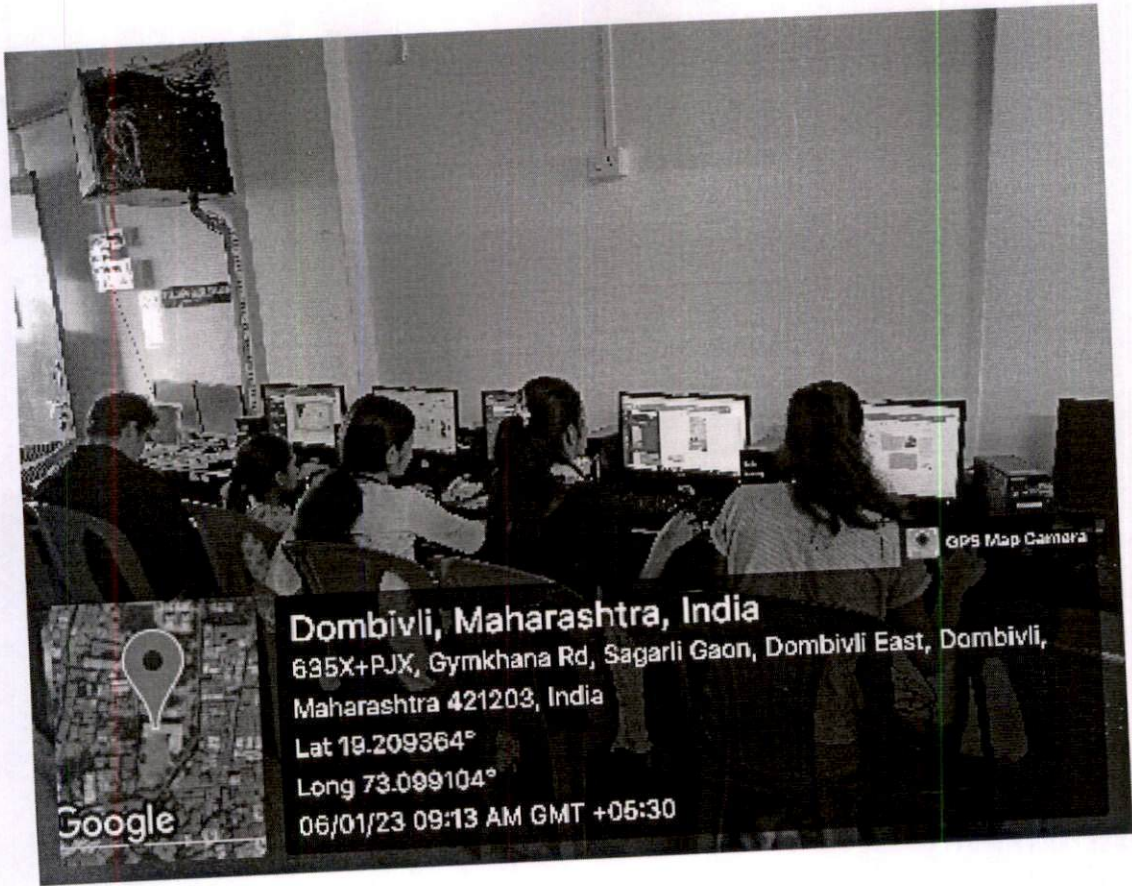 GPS Map Camera
Dombivli, Maharashtra, India
635X+PJX, Gymkhana Rd, Sagarli Gaon, Dombivli East, Dombivli,
Maharashtra 421203, India
Lat 19.209364°
Long 73.099104°
06/01/23 09:13 AM GMT +05:30
Google